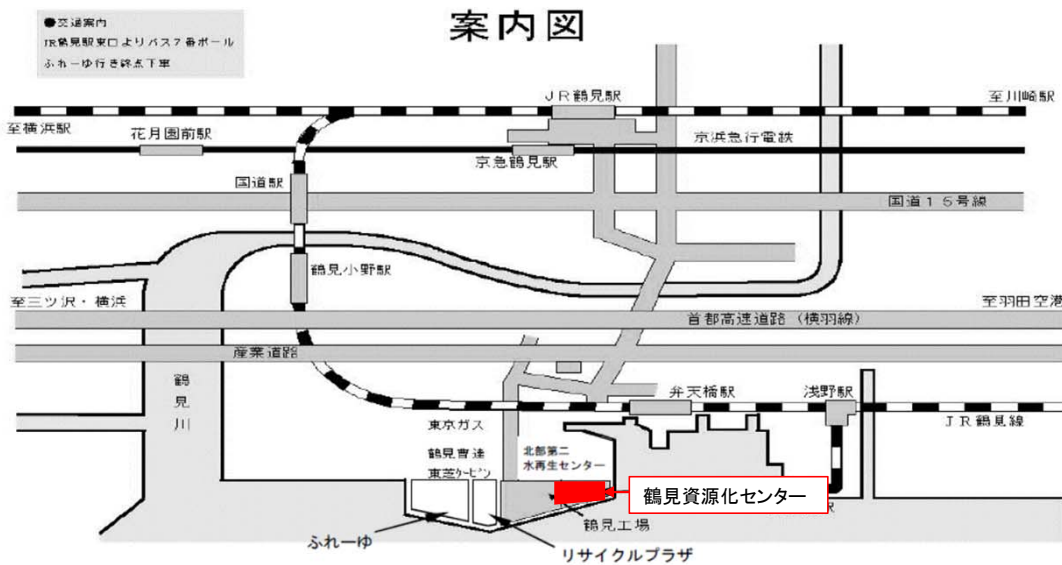 案内図
●交通案内
JR鶴見駅東口よりバス7番ポール
ふれーゆ行き終点下車
JR鶴見駅
至川崎駅
至横浜駅
花月園前駅
京浜急行電鉄
京急鶴見駅
国道駅
国道15号線
鶴見小野駅
至三ツ沢・横浜
至羽田空港
首都高速道路(横羽線)
産業道路
鶴見川
弁天橋駅
浅野駅
JR鶴見線
東京ガス
鶴見曹達
東芝ケービン
北部第二
水再生センター
鶴見資源化センター
駅
鶴見工場
ふれーゆ
リサイクルプラザ